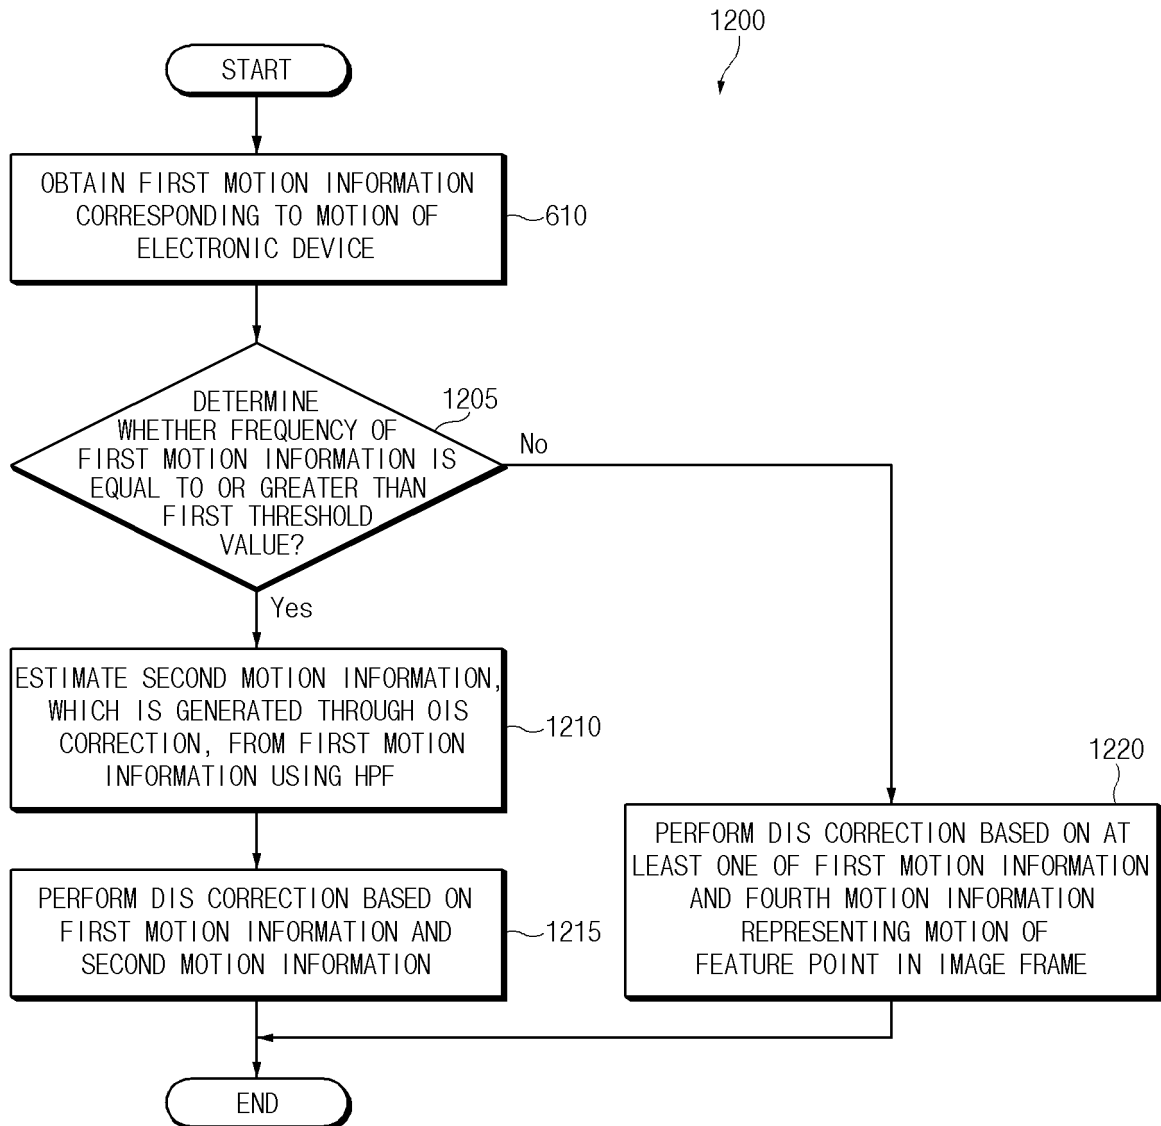 1200
START
OBTAIN FIRST MOTION INFORMATION
CORRESPONDING TO MOTION OF
ELECTRONIC DEVICE
610
1205
DETERMINE
WHETHER FREQUENCY OF
FIRST MOTION INFORMATION IS
EQUAL TO OR GREATER THAN
FIRST THRESHOLD
VALUE?
No
Yes
ESTIMATE SECOND MOTION INFORMATION,
WHICH IS GENERATED THROUGH OIS
CORRECTION, FROM FIRST MOTION
INFORMATION USING HPF
1210
PERFORM DIS CORRECTION BASED ON
FIRST MOTION INFORMATION AND
SECOND MOTION INFORMATION
1215
1220
PERFORM DIS CORRECTION BASED ON AT
LEAST ONE OF FIRST MOTION INFORMATION
AND FOURTH MOTION INFORMATION
REPRESENTING MOTION OF
FEATURE POINT IN IMAGE FRAME
END